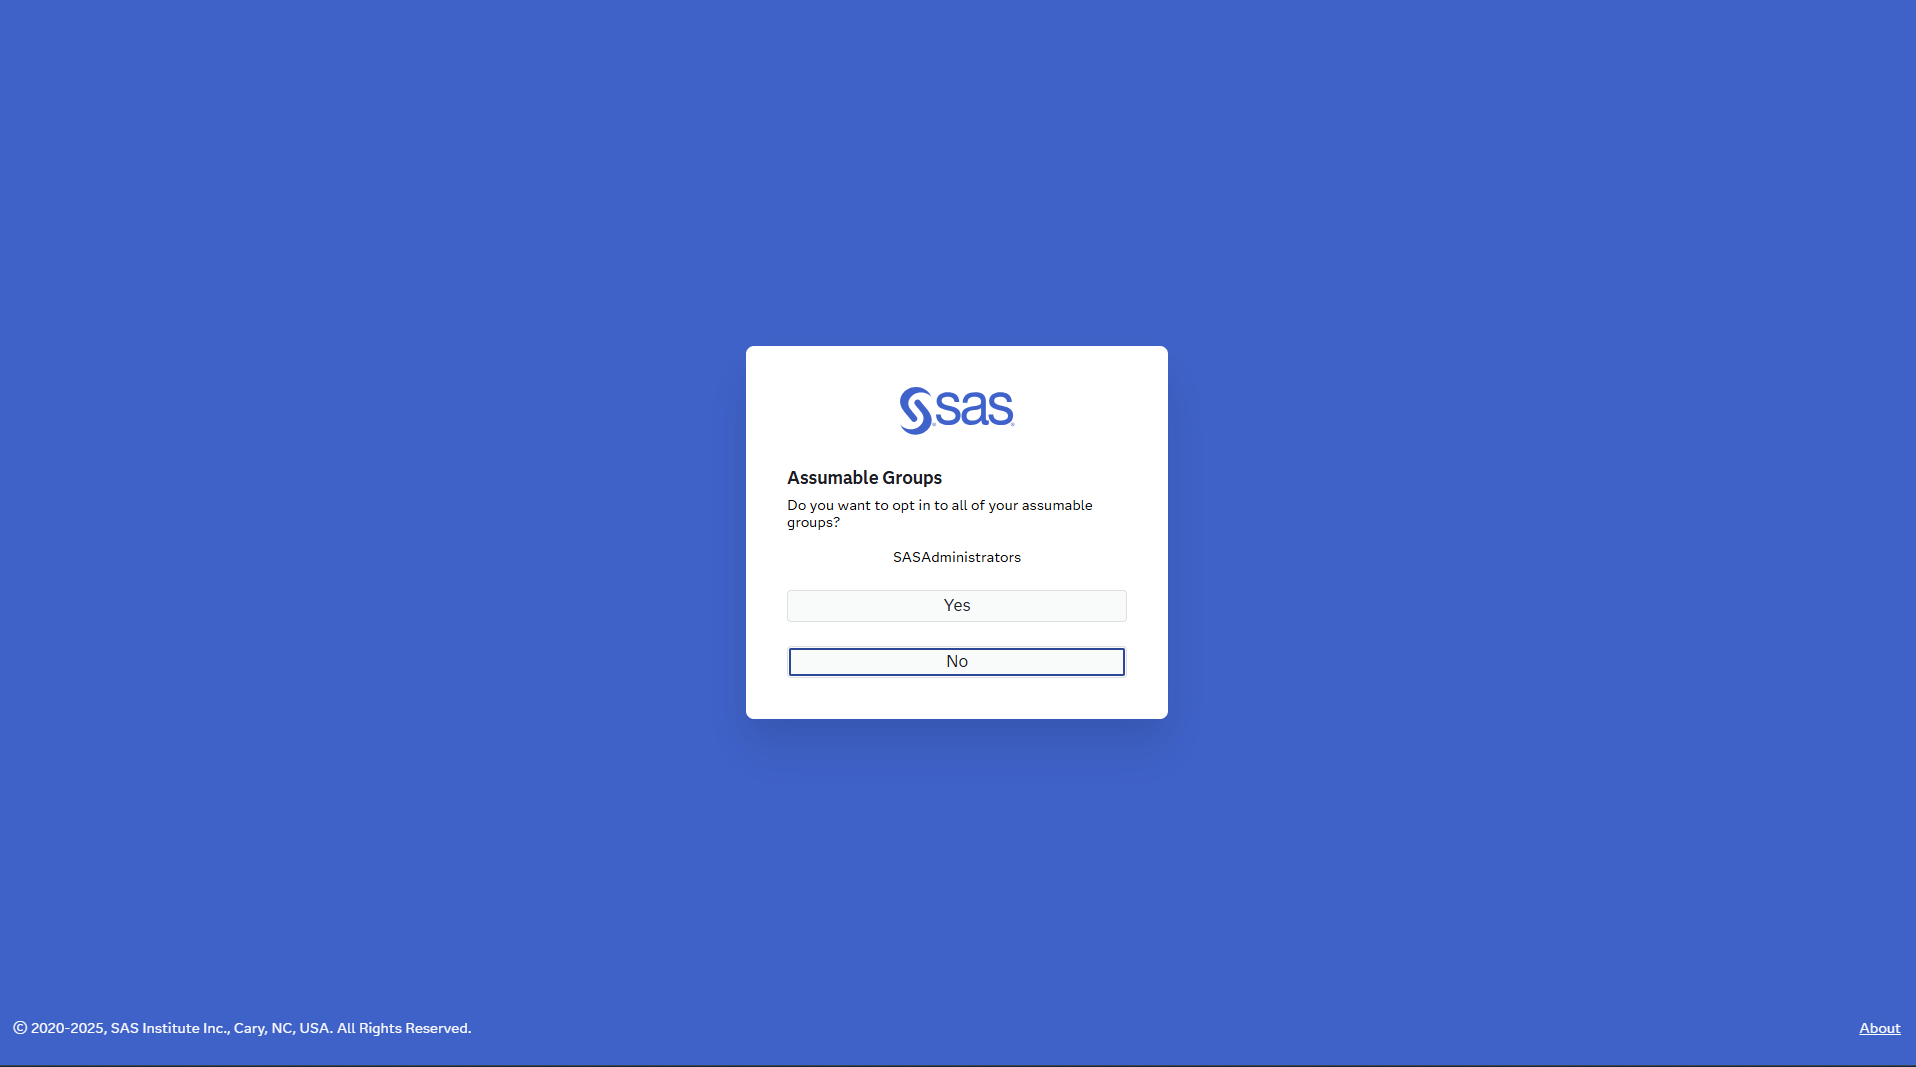 sas
Assumable Groups
Do you want to opt in to all of your assumable
groups?
SASAdministrators
Yes
No
© 2020-2025, SAS Institute Inc., Cary, NC, USA. All Rights Reserved.
About